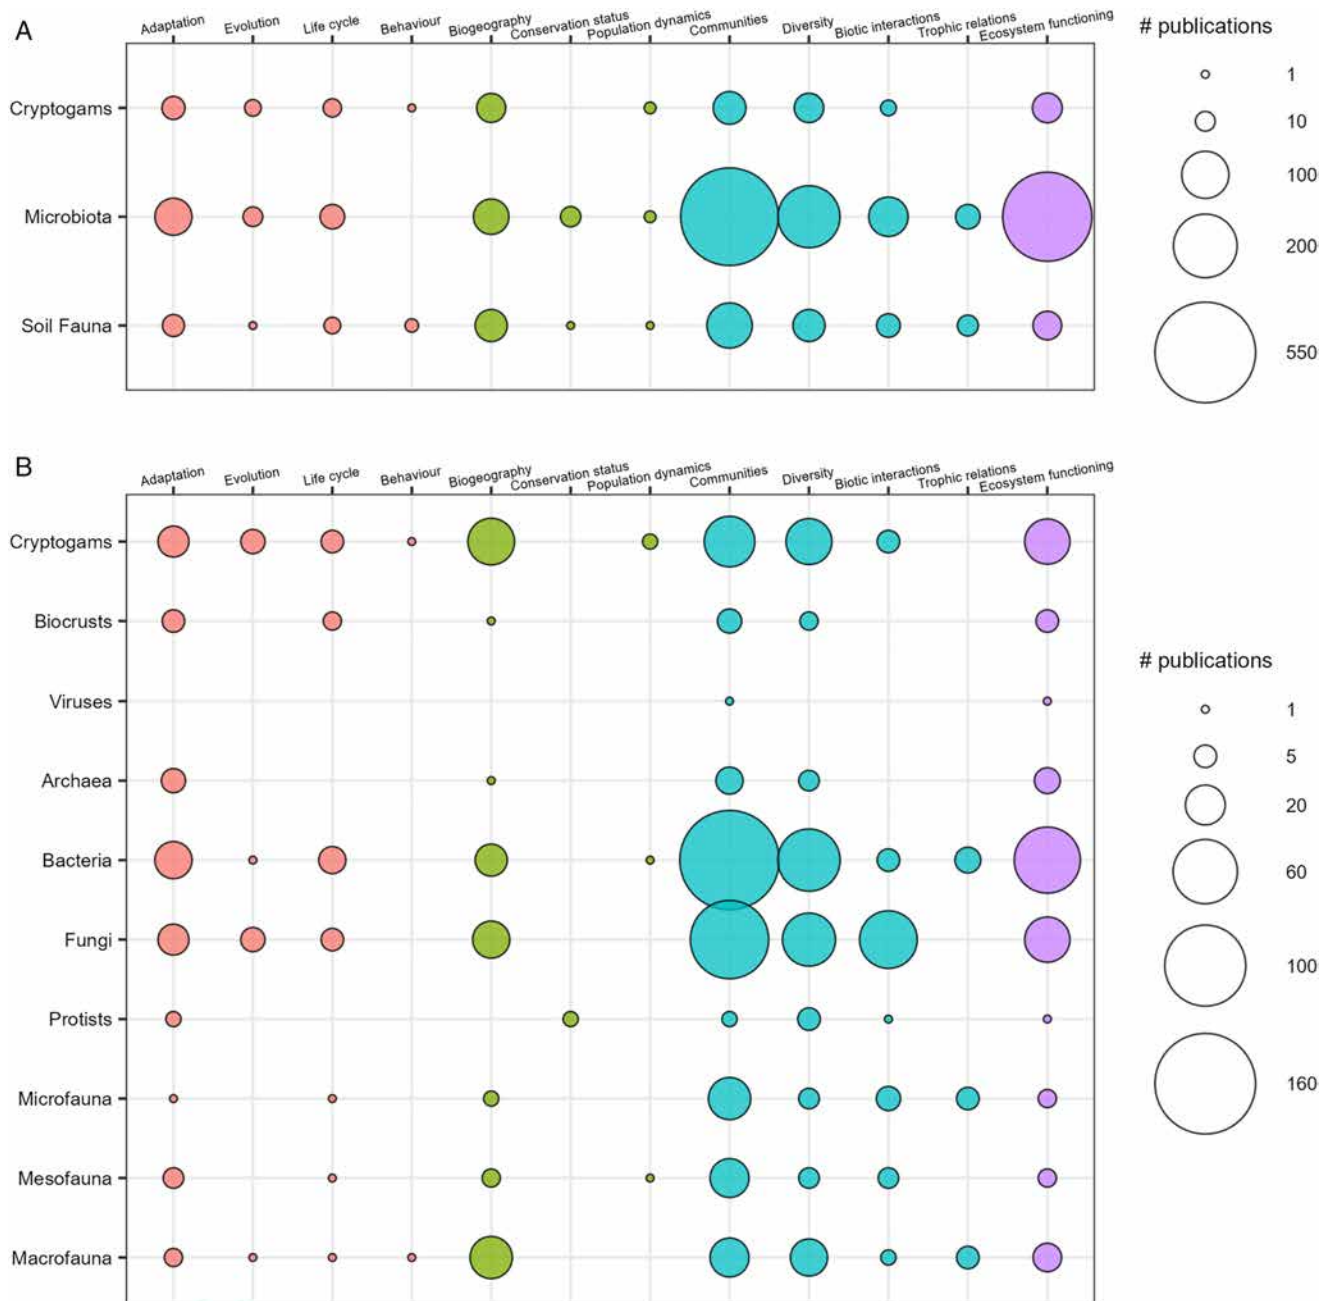 A
Adaptation Evolution Life cycle Behaviour Biogeography Conservation status Population dynamics Communities Diversity Biotic interactions Trophic relations Ecosystem functioning
Cryptogams
Microbiota
Soil Fauna
# publications
1
10
100
200
550
B
Adaptation Evolution Life cycle Behaviour Biogeography Conservation status Population dynamics Communities Diversity Biotic interactions Trophic relations Ecosystem functioning
Cryptogams
Biocrusts
Viruses
Archaea
Bacteria
Fungi
Protists
Microfauna
Mesofauna
Macrofauna
# publications
1
5
20
60
100
160